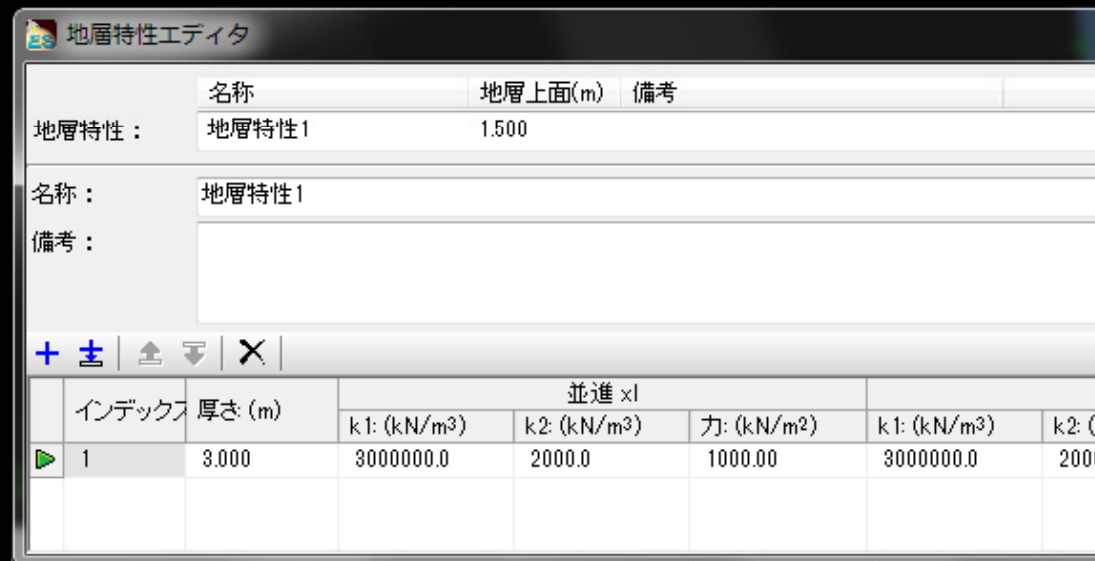 ES 地層特性エディタ
名称 地層上面(m) 備考
地層特性： 地層特性1 1.500
名称： 地層特性1
備考：
インデックス 厚さ: (m) 並進 xl
k1: (kN/m³) k2: (kN/m³) 力: (kN/m²) k1: (kN/m³) k2: (
1 3.000 3000000.0 2000.0 1000.00 3000000.0 200